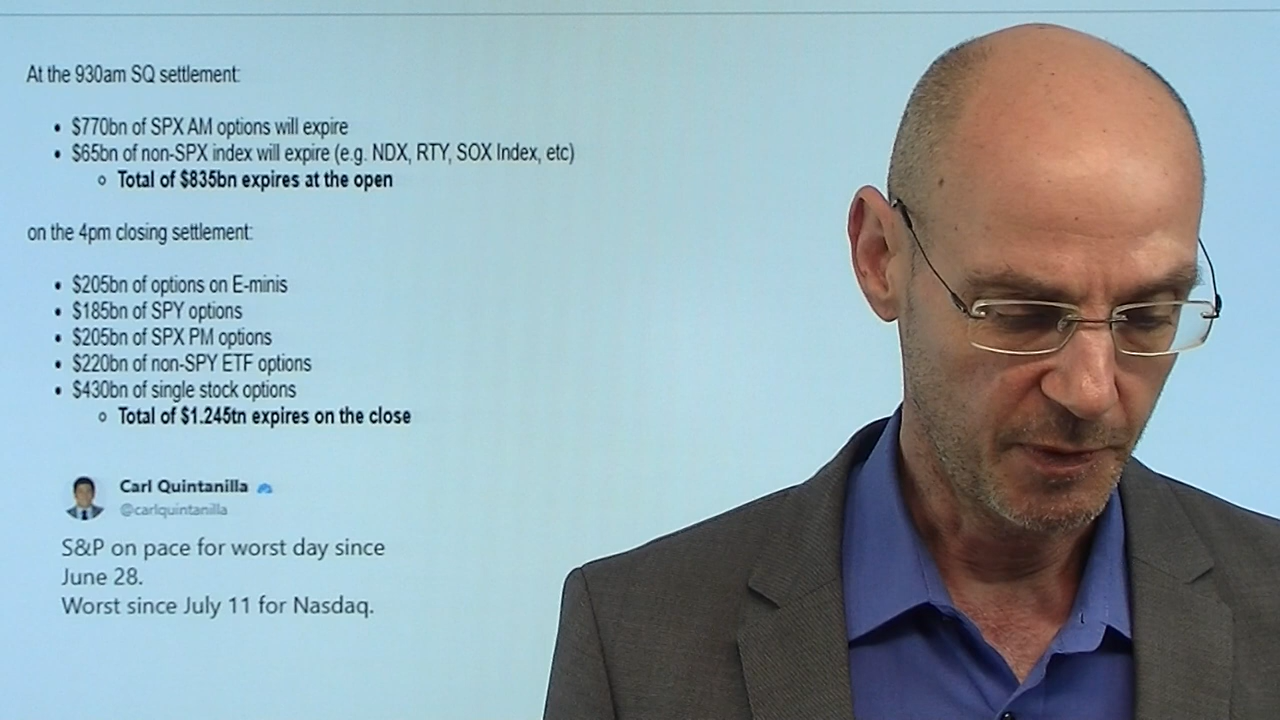 At the 930am SQ settlement:
• $770bn of SPX AM options will expire
• $65bn of non-SPX index will expire (e.g. NDX, RTY, SOX Index, etc)
○ Total of $835bn expires at the open
on the 4pm closing settlement:
• $205bn of options on E-minis
• $185bn of SPY options
• $205bn of SPX PM options
• $220bn of non-SPY ETF options
• $430bn of single stock options
○ Total of $1.245tn expires on the close
Carl Quintanilla
@carlquintanilla
S&P on pace for worst day since
June 28.
Worst since July 11 for Nasdaq.